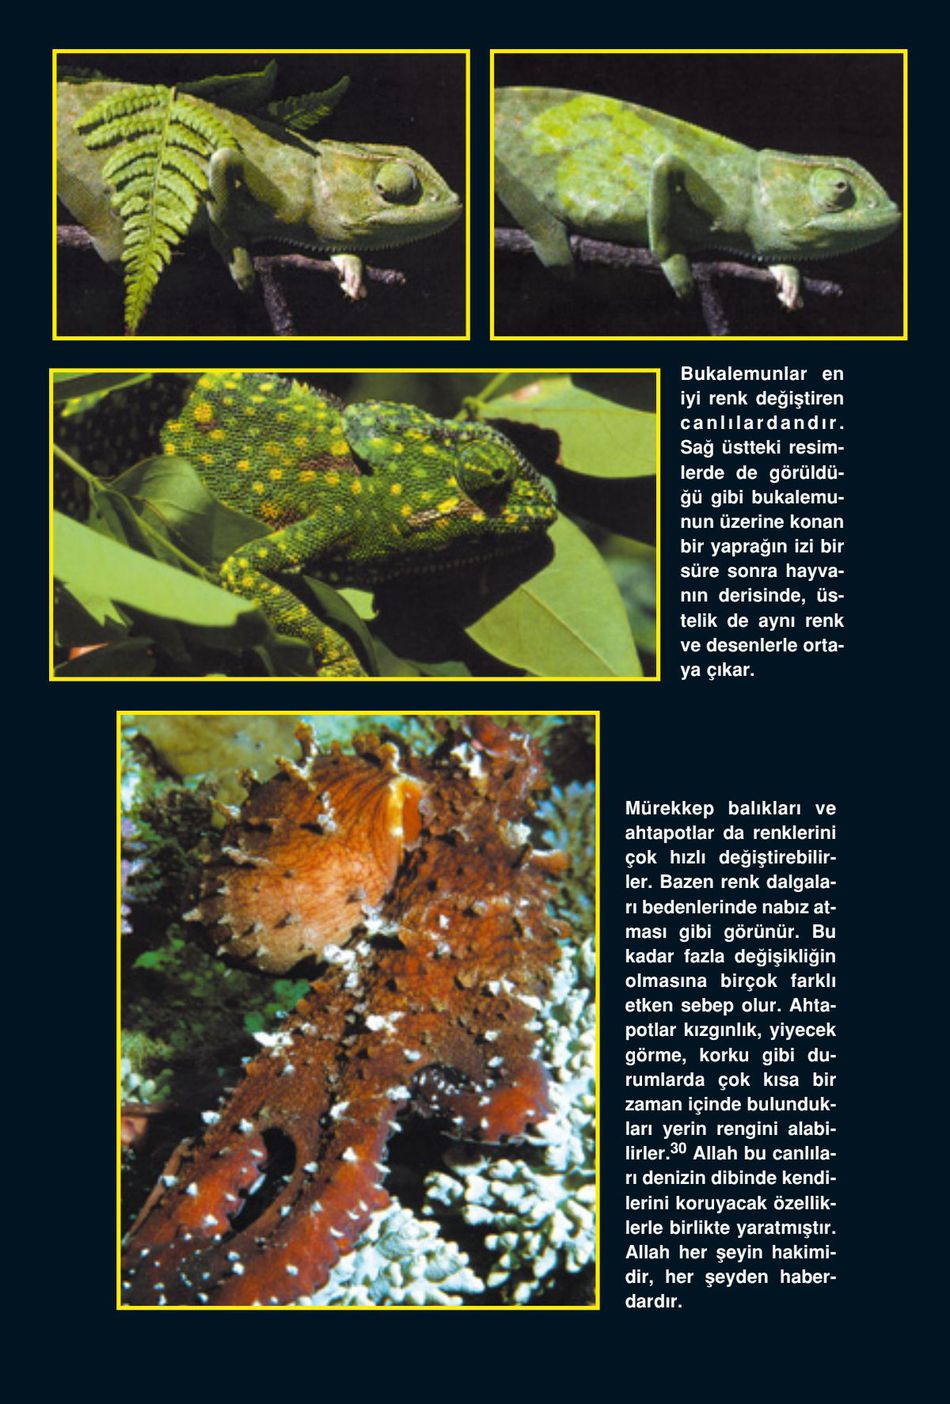 Bukalemunlar en
iyi renk değiştiren
canlılardandır.
Sağ üstteki resim-
lerde de görüldü-
ğü gibi bukalemu-
nun üzerine konan
bir yaprağın izi bir
süre sonra hayva-
nın derisinde, üs-
telik de aynı renk
ve desenlerle orta-
ya çıkar.
Mürekkep balıkları ve
ahtapotlar da renklerini
çok hızlı değiştirebilir-
ler. Bazen renk dalgala-
rı bedenlerinde nabız at-
ması gibi görünür. Bu
kadar fazla değişikliğin
olmasına birçok farklı
etken sebep olur. Ahta-
potlar kızgınlık, yiyecek
görme, korku gibi du-
rumlarda çok kısa bir
zaman içinde bulunduk-
ları yerin rengini alabi-
lirler.30 Allah bu canlıla-
rı denizin dibinde kendi-
lerini koruyacak özellik-
lerle birlikte yaratmıştır.
Allah her şeyin hakimi-
dir, her şeyden haber-
dardır.